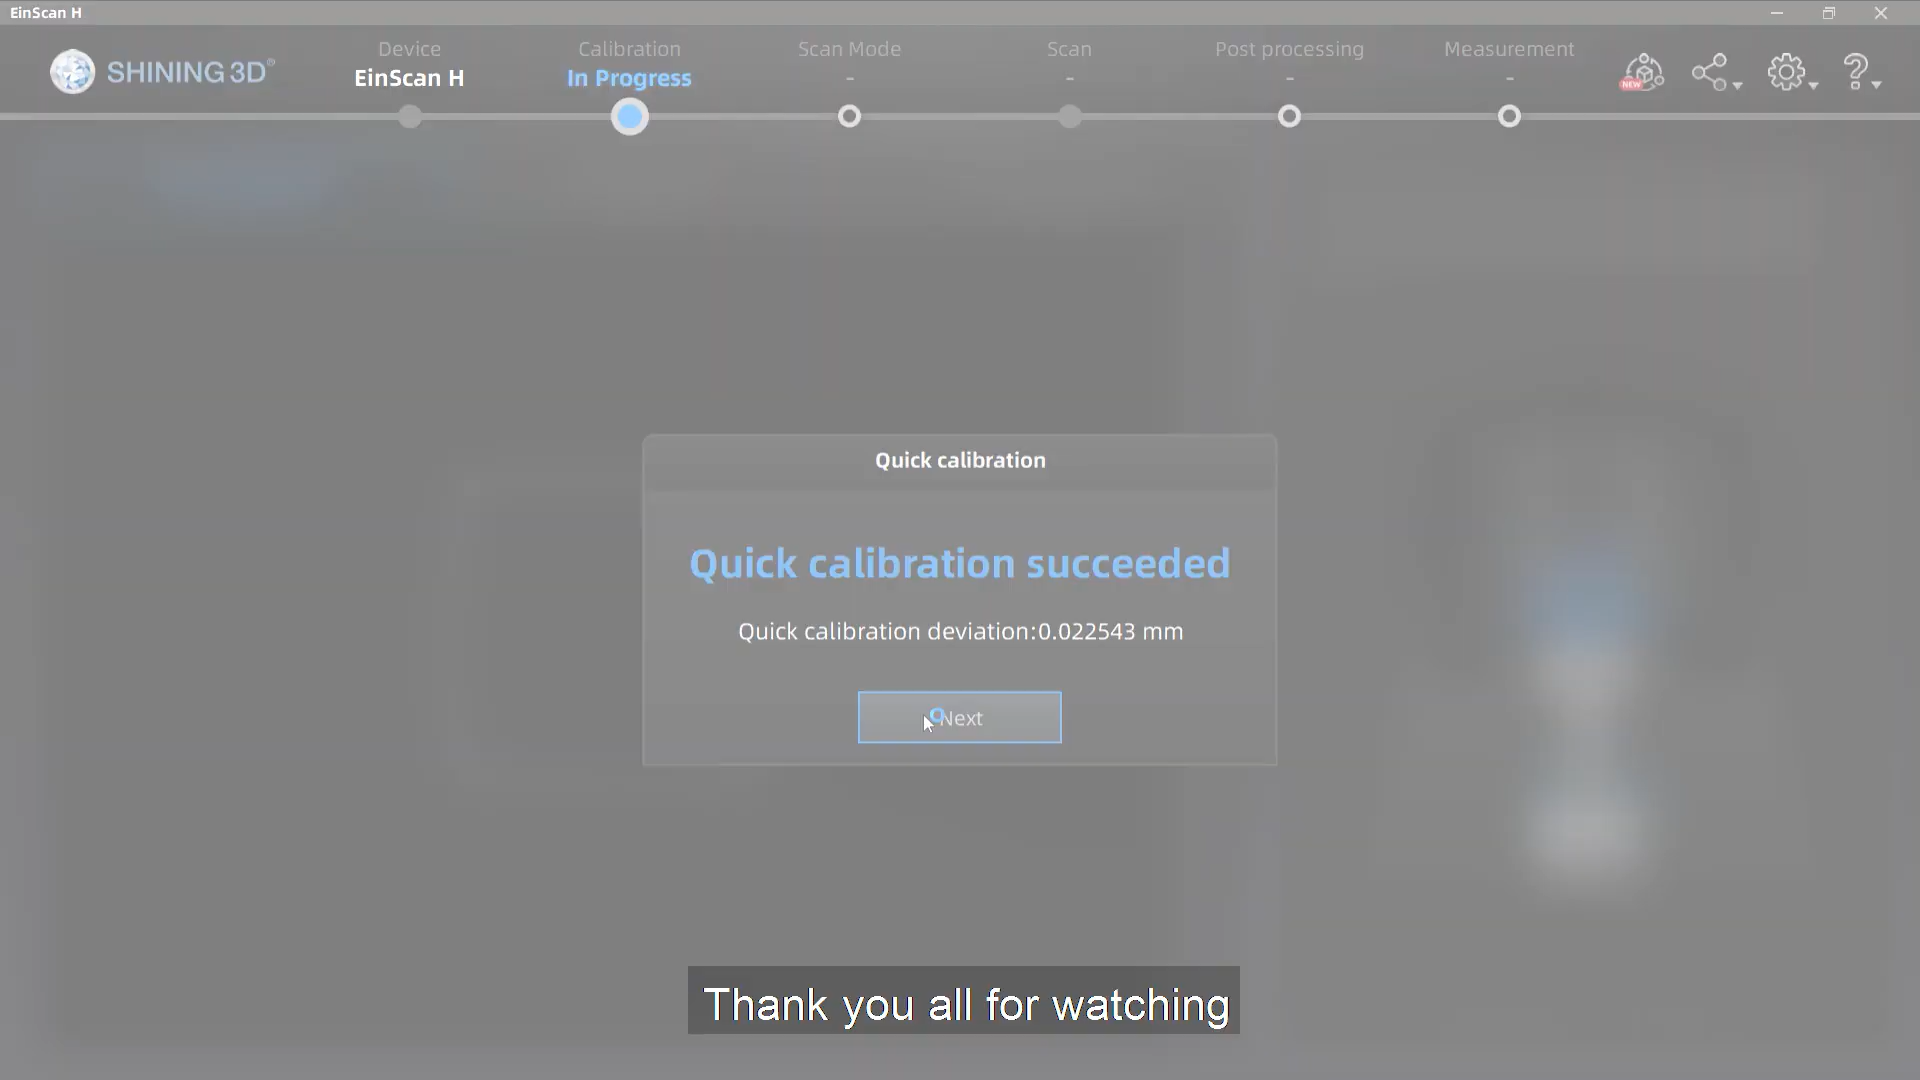 EinScan H
SHINING 3D®
Device
EinScan H
Calibration
In Progress
Scan Mode
-
Scan
-
Post processing
-
Measurement
-
NEW
Quick calibration
Quick calibration succeeded
Quick calibration deviation:0.022543 mm
Next
Thank you all for watching